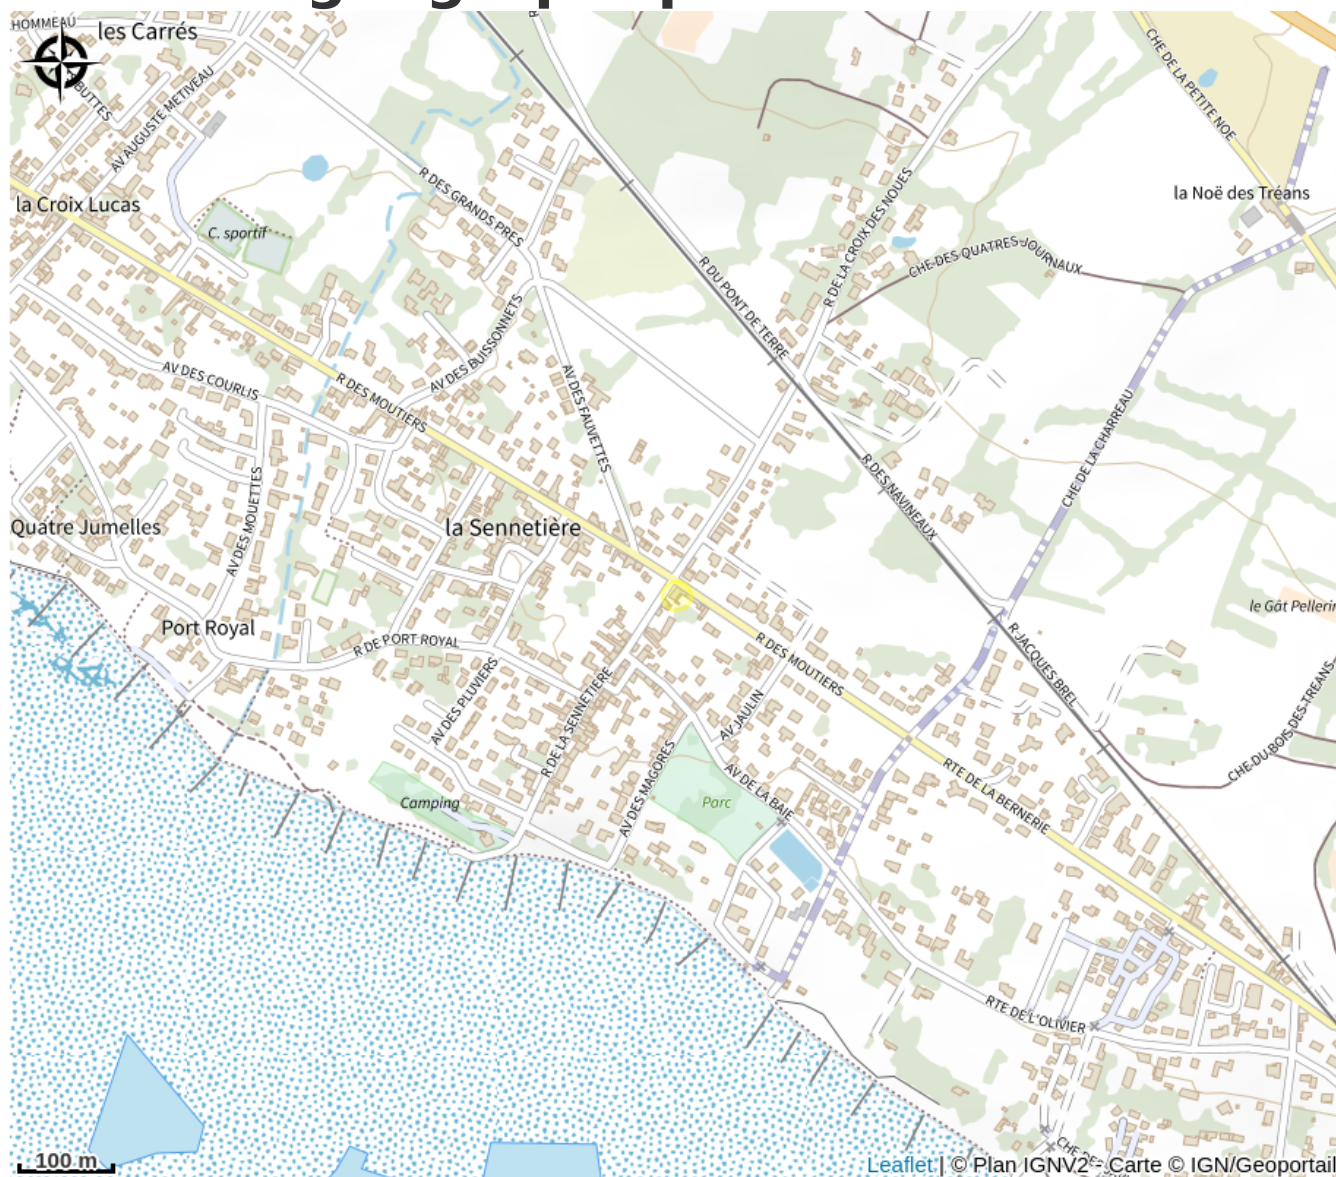 HOMMEAU
les Carrés
BUTTES
AV AUGUSTE METIVEAU
CHE DE LA PETITE NOE
la Noë des Tréans
la Croix Lucas
C. sportif
R DES GRANDS PRES
R DE LA CROIX DES NOUES
CHE DES QUATRES JOURNAUX
R DU PONT DE TERRE
AV DES BUISSONNETS
AV DES COURLIS
R DES MOUTIERS
AV DES FAUVETTES
CHE DE LA CHARREAU
R DES NAVINEAUX
AV DES MOUETTES
Quatre Jumelles
la Sennetière
le Gât Pellerin
Port Royal
R DE PORT ROYAL
R DES MOUTIERS
R JACQUES BREL
AV DES PLUVIERS
R DE LA SENNETIERE
AV JAULIN
CHE DU BOIS DES TREANS
AV DES MAGORES
AV DE LA BAIE
RTE DE LA BERNERIE
Camping
Parc
RTE DE L'OLIVIER
100 m
Leaflet | © Plan IGNV2 - Carte © IGN/Geoportail